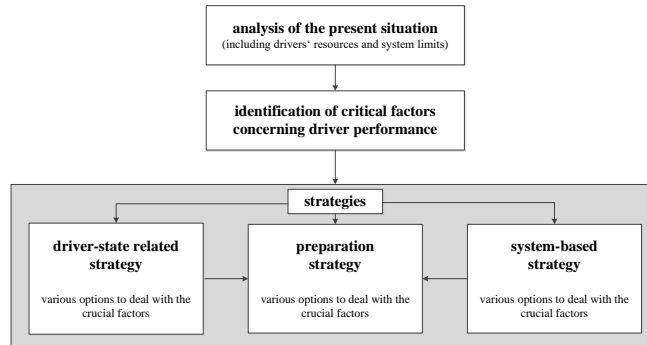 analysis of the present situation
(including drivers‘ resources and system limits)
identification of critical factors
concerning driver performance
strategies
driver-state related
strategy
various options to deal with the
crucial factors
preparation
strategy
various options to deal with the
crucial factors
system-based
strategy
various options to deal with the
crucial factors